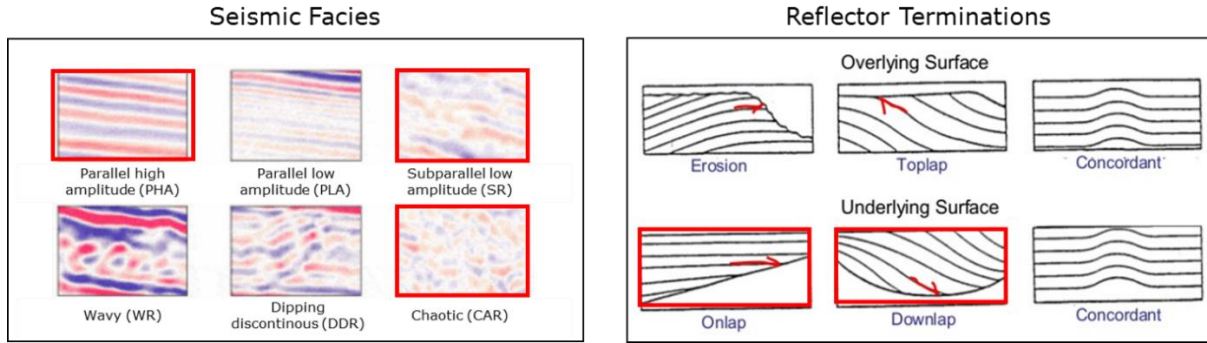 Seismic Facies
Parallel high
amplitude (PHA)
Parallel low
amplitude (PLA)
Subparallel low
amplitude (SR)
Wavy (WR)
Dipping
discontinous (DDR)
Chaotic (CAR)
Reflector Terminations
Overlying Surface
Erosion
Toplap
Concordant
Underlying Surface
Onlap
Downlap
Concordant